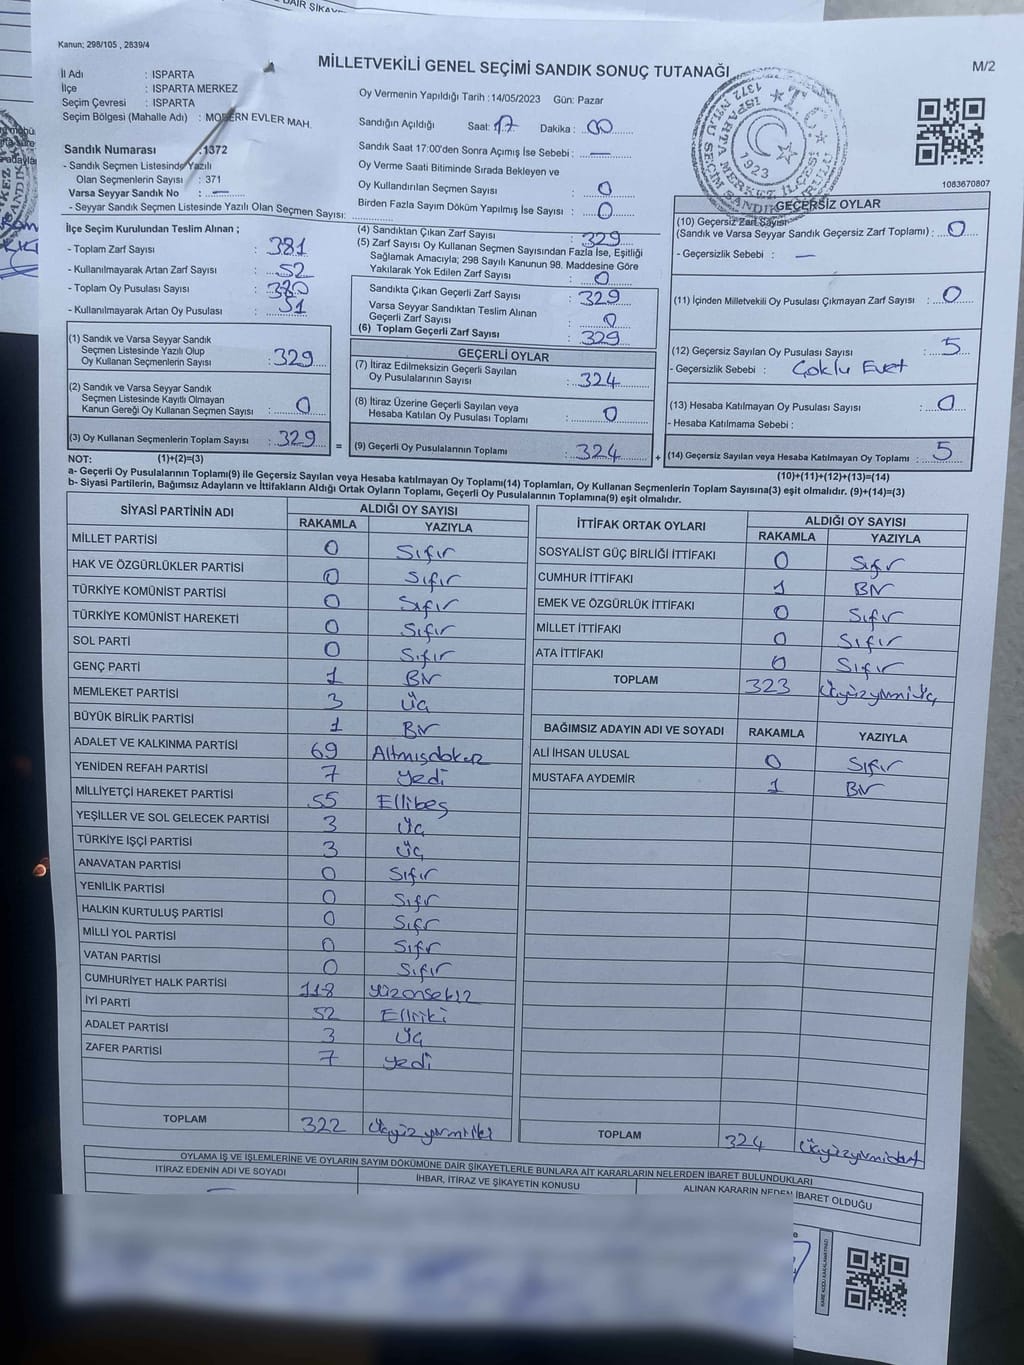 DAİR ŞİKAY
Kanun; 298/105 , 2839/4
MİLLETVEKİLİ GENEL SEÇİMİ SANDIK SONUÇ TUTANAĞI
M/2
İl Adı : ISPARTA
İlçe : ISPARTA MERKEZ
Seçim Çevresi : ISPARTA
Seçim Bölgesi (Mahalle Adı) : MODERN EVLER MAH.
Sandık Numarası :1372
- Sandık Seçmen Listesinde Yazılı
Olan Seçmenlerin Sayısı : 371
Varsa Seyyar Sandık No : —
- Seyyar Sandık Seçmen Listesinde Yazılı Olan Seçmen Sayısı:
Oy Vermenin Yapıldığı Tarih :14/05/2023 Gün: Pazar
Sandığın Açıldığı Saat: 17 Dakika : 00
Sandık Saat 17:00'den Sonra Açımış İse Sebebi : —
Oy Verme Saati Bitiminde Sırada Bekleyen ve
Oy Kullandırılan Seçmen Sayısı : 0
Birden Fazla Sayım Döküm Yapılmış İse Sayısı : 0
T.C.
ISPARTA MERKEZ İLÇESİ
1372 NOLU SEÇİM SANDIK KURULU
1923
1083670807
İlçe Seçim Kurulundan Teslim Alınan ;
- Toplam Zarf Sayısı : 381
- Kullanılmayarak Artan Zarf Sayısı : 52
- Toplam Oy Pusulası Sayısı : 380
- Kullanılmayarak Artan Oy Pusulası : 51
(1) Sandık ve Varsa Seyyar Sandık
Seçmen Listesinde Yazılı Olup
Oy Kullanan Seçmenlerin Sayısı : 329
(2) Sandık ve Varsa Seyyar Sandık
Seçmen Listesinde Kayıtlı Olmayan
Kanun Gereği Oy Kullanan Seçmen Sayısı : 0
(3) Oy Kullanan Seçmenlerin Toplam Sayısı : 329
(4) Sandıktan Çıkan Zarf Sayısı : 329
(5) Zarf Sayısı Oy Kullanan Seçmen Sayısından Fazla İse, Eşitliği
Sağlamak Amacıyla; 298 Sayılı Kanunun 98. Maddesine Göre
Yakılarak Yok Edilen Zarf Sayısı : 0
Sandıkta Çıkan Geçerli Zarf Sayısı : 329
Varsa Seyyar Sandıktan Teslim Alınan
Geçerli Zarf Sayısı : 0
(6) Toplam Geçerli Zarf Sayısı : 329
GEÇERLİ OYLAR
(7) İtiraz Edilmeksizin Geçerli Sayılan
Oy Pusulalarının Sayısı : 324
(8) İtiraz Üzerine Geçerli Sayılan veya
Hesaba Katılan Oy Pusulası Toplamı : 0
= (9) Geçerli Oy Pusulalarının Toplamı : 324
GEÇERSİZ OYLAR
(10) Geçersiz Zarf Sayısı
(Sandık ve Varsa Seyyar Sandık Geçersiz Zarf Toplamı) : 0
- Geçersizlik Sebebi : —
(11) İçinden Milletvekili Oy Pusulası Çıkmayan Zarf Sayısı : 0
(12) Geçersiz Sayılan Oy Pusulası Sayısı : 5
- Geçersizlik Sebebi : Çoklu Evet
(13) Hesaba Katılmayan Oy Pusulası Sayısı : 0
- Hesaba Katılmama Sebebi :
+ (14) Geçersiz Sayılan veya Hesaba Katılmayan Oy Toplamı : 5
NOT: (1)+(2)=(3)
(10)+(11)+(12)+(13)=(14)
a- Geçerli Oy Pusulalarının Toplamı(9) ile Geçersiz Sayılan veya Hesaba katılmayan Oy Toplamı(14) Toplamları, Oy Kullanan Seçmenlerin Toplam Sayısına(3) eşit olmalıdır. (9)+(14)=(3)
b- Siyasi Partilerin, Bağımsız Adayların ve İttifakların Aldığı Ortak Oyların Toplamı, Geçerli Oy Pusulalarının Toplamına(9) eşit olmalıdır.
SİYASİ PARTİNİN ADI ALDIĞI OY SAYISI
RAKAMLA YAZIYLA
MİLLET PARTİSİ 0 Sıfır
HAK VE ÖZGÜRLÜKLER PARTİSİ 0 Sıfır
TÜRKİYE KOMÜNİST PARTİSİ 0 Sıfır
TÜRKİYE KOMÜNİST HAREKETİ 0 Sıfır
SOL PARTİ 0 Sıfır
GENÇ PARTİ 1 Bir
MEMLEKET PARTİSİ 3 Üç
BÜYÜK BİRLİK PARTİSİ 1 Bir
ADALET VE KALKINMA PARTİSİ 69 Altmışdokuz
YENİDEN REFAH PARTİSİ 7 yedi
MİLLİYETÇİ HAREKET PARTİSİ 55 Ellibeş
YEŞİLLER VE SOL GELECEK PARTİSİ 3 Üç
TÜRKİYE İŞÇİ PARTİSİ 3 Üç
ANAVATAN PARTİSİ 0 Sıfır
YENİLİK PARTİSİ 0 Sıfır
HALKIN KURTULUŞ PARTİSİ 0 Sıfır
MİLLİ YOL PARTİSİ 0 Sıfır
VATAN PARTİSİ 0 Sıfır
CUMHURİYET HALK PARTİSİ 118 yüzonsekiz
İYİ PARTİ 52 Elliiki
ADALET PARTİSİ 3 Üç
ZAFER PARTİSİ 7 yedi
TOPLAM 322 Üçyüzyirmiiki
İTTİFAK ORTAK OYLARI ALDIĞI OY SAYISI
RAKAMLA YAZIYLA
SOSYALİST GÜÇ BİRLİĞİ İTTİFAKI 0 Sıfır
CUMHUR İTTİFAKI 1 Bir
EMEK VE ÖZGÜRLÜK İTTİFAKI 0 Sıfır
MİLLET İTTİFAKI 0 Sıfır
ATA İTTİFAKI 0 Sıfır
TOPLAM 323 Üçyüzyirmiüç
BAĞIMSIZ ADAYIN ADI VE SOYADI RAKAMLA YAZIYLA
ALİ İHSAN ULUSAL 0 Sıfır
MUSTAFA AYDEMİR 1 Bir
TOPLAM 324 Üçyüzyirmidört
OYLAMA İŞ VE İŞLEMLERİNE VE OYLARIN SAYIM DÖKÜMÜNE DAİR ŞİKAYETLERLE BUNLARA AİT KARARLARIN NELERDEN İBARET BULUNDUKLARI
İTİRAZ EDENİN ADI VE SOYADI İHBAR, İTİRAZ VE ŞİKAYETİN KONUSU ALINAN KARARIN NEDEN İBARET OLDUĞU